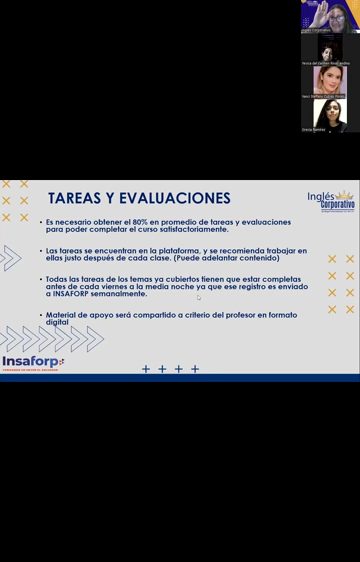 Inglés Corporativo
TAREAS Y EVALUACIONES
Inglés
Corporativo
• Es necesario obtener el 80% en promedio de tareas y evaluaciones
para poder completar el curso satisfactoriamente.
• Las tareas se encuentran en la plataforma, y se recomienda trabajar en
ellas justo después de cada clase. (Puede adelantar contenido)
• Todas las tareas de los temas ya cubiertos tienen que estar completas
antes de cada viernes a la media noche ya que ese registro es enviado
a INSAFORP semanalmente.
• Material de apoyo será compartido a criterio del profesor en formato
digital
Insaforp